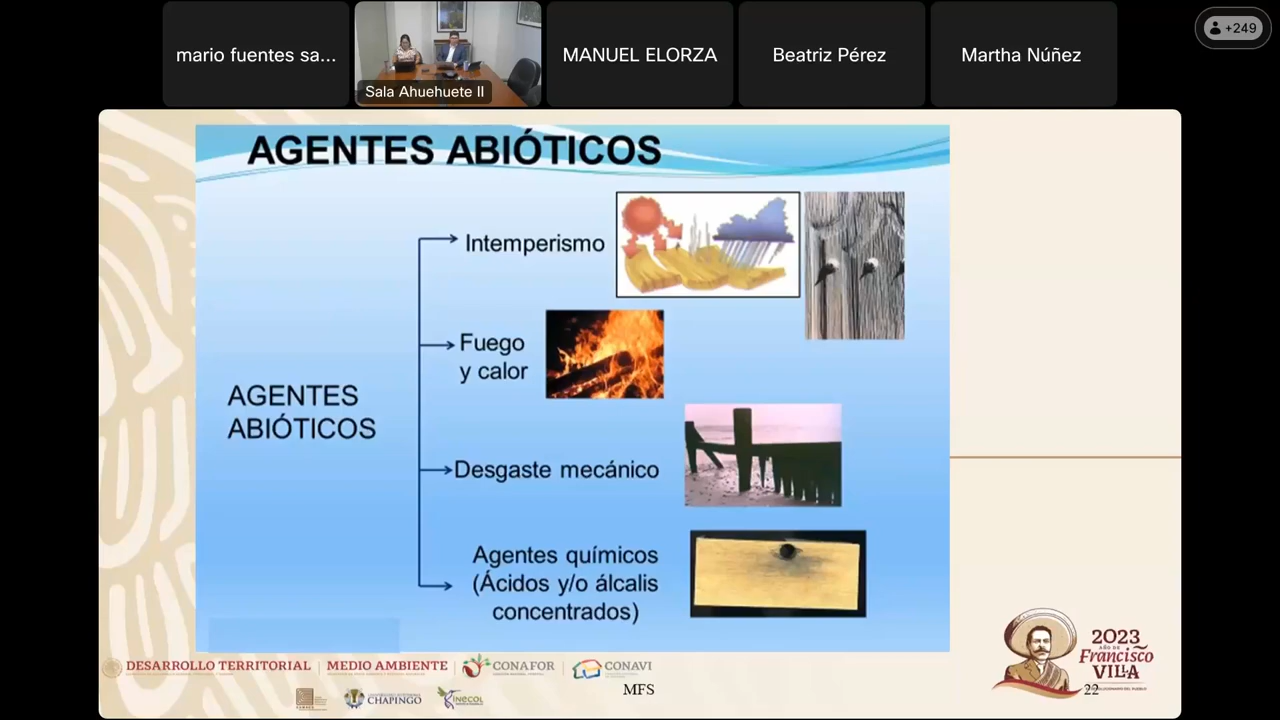 mario fuentes sa...
Sala Ahuehuete II
MANUEL ELORZA
Beatriz Pérez
Martha Núñez
+249
AGENTES ABIÓTICOS
Intemperismo
Fuego
y calor
AGENTES
ABIÓTICOS
Desgaste mecánico
Agentes químicos
(Ácidos y/o álcalis
concentrados)
DESARROLLO TERRITORIAL
MEDIO AMBIENTE
CONAFOR
CONAVI
CHAPINGO
INECOL
MFS
2023
AÑO DE
Francisco
VILLA
22